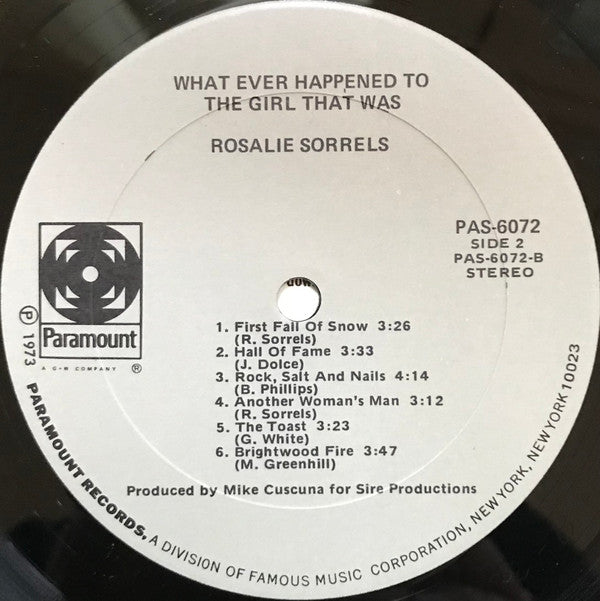 WHAT EVER HAPPENED TO
THE GIRL THAT WAS
ROSALIE SORRELS
PAS-6072
SIDE 2
PAS-6072-B
STEREO
Paramount
A G+W COMPANY ®
Ⓟ 1973
1. First Fall Of Snow 3:26
(R. Sorrels)
2. Hall Of Fame 3:33
(J. Dolce)
3. Rock, Salt And Nails 4:14
(B. Phillips)
4. Another Woman's Man 3:12
(R. Sorrels)
5. The Toast 3:23
(G. White)
6. Brightwood Fire 3:47
(M. Greenhill)
Produced by Mike Cuscuna for Sire Productions
PARAMOUNT RECORDS, A DIVISION OF FAMOUS MUSIC CORPORATION, NEW YORK, NEW YORK 10023